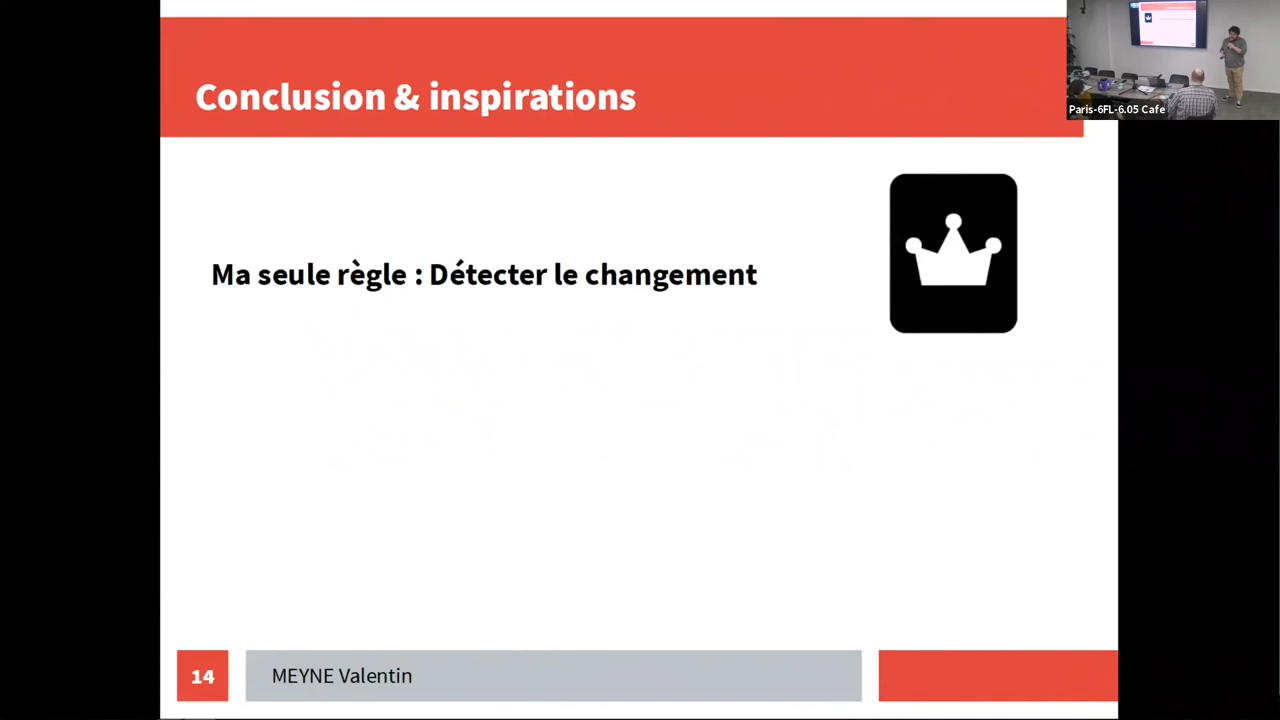 Conclusion & inspirations
Paris-6FL-6.05 Cafe
Ma seule règle : Détecter le changement
14
MEYNE Valentin